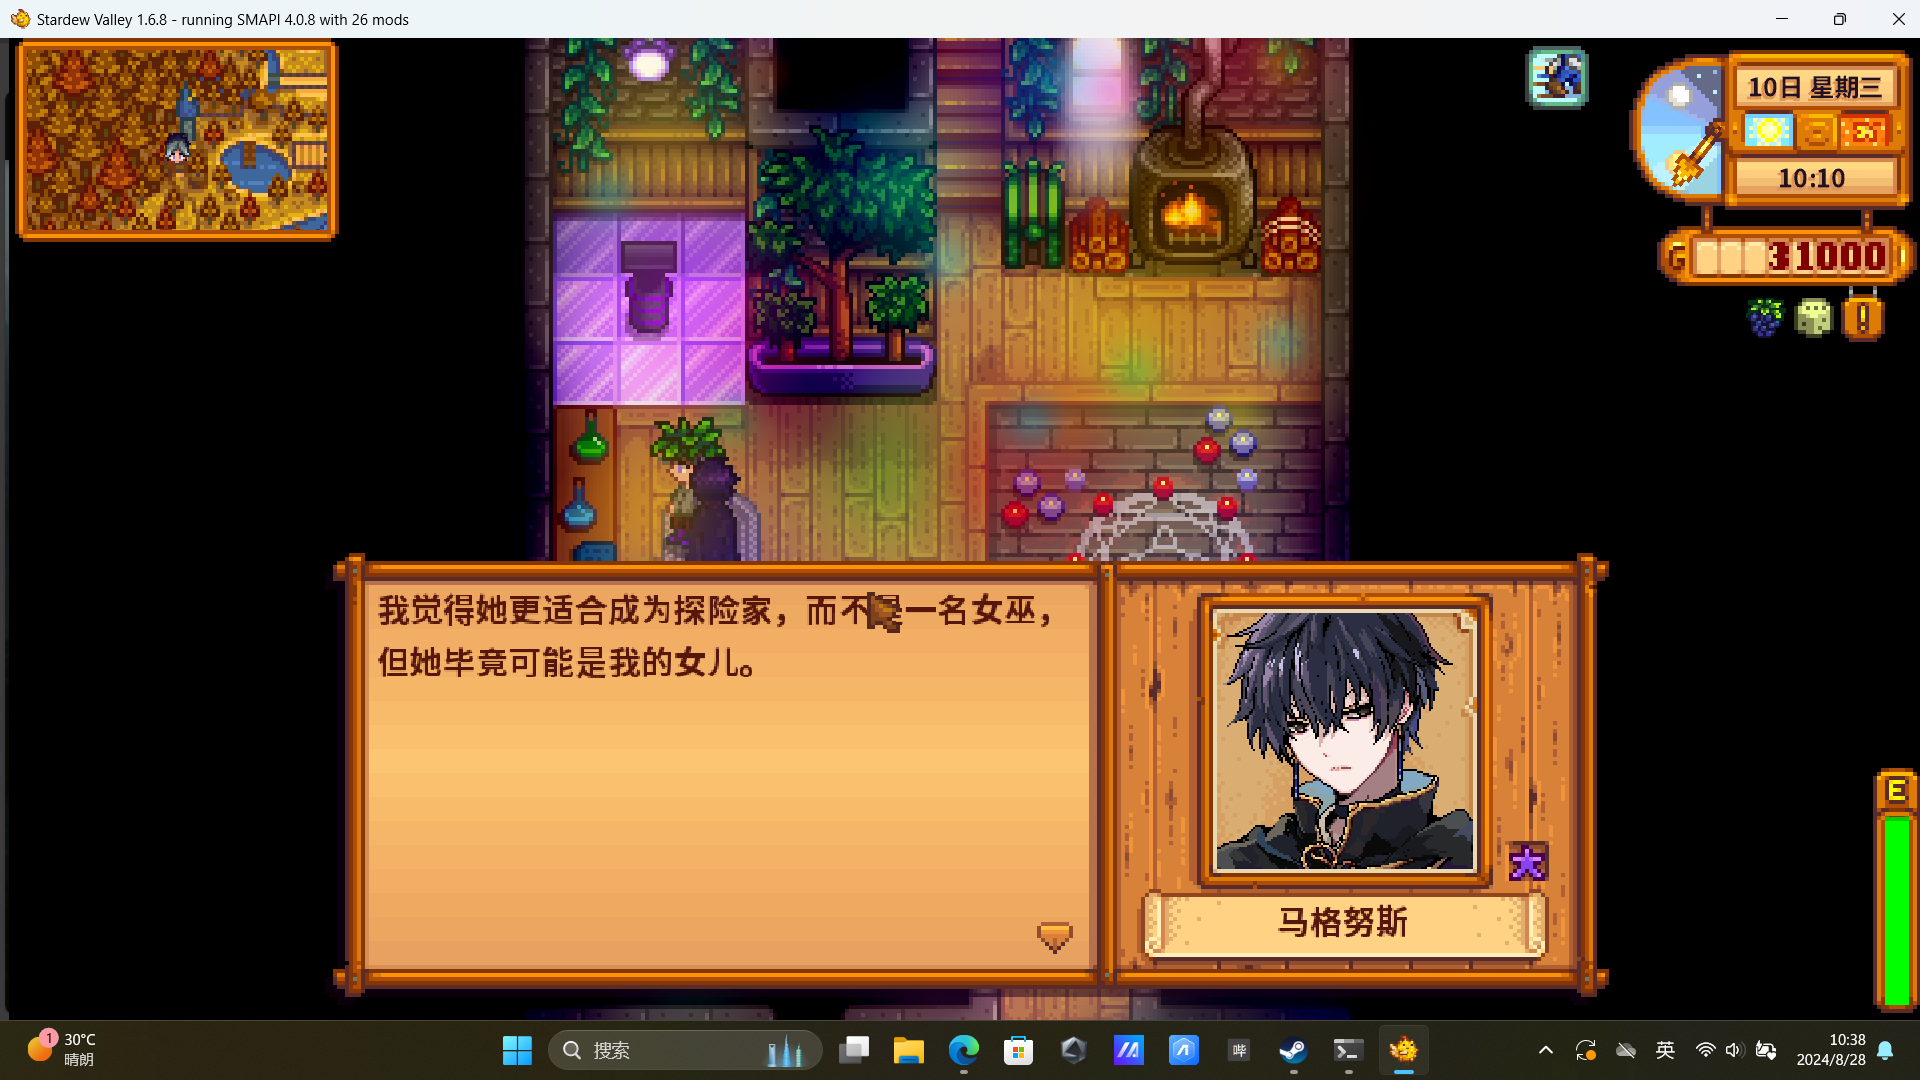 Stardew Valley 1.6.8 - running SMAPI 4.0.8 with 26 mods
10日 星期三
10:10
G 31000
!
我觉得她更适合成为探险家，而不是一名女巫，
但她毕竟可能是我的女儿。
马格努斯
E
1
30°C
晴朗
搜索
哔
英
10:38
2024/8/28